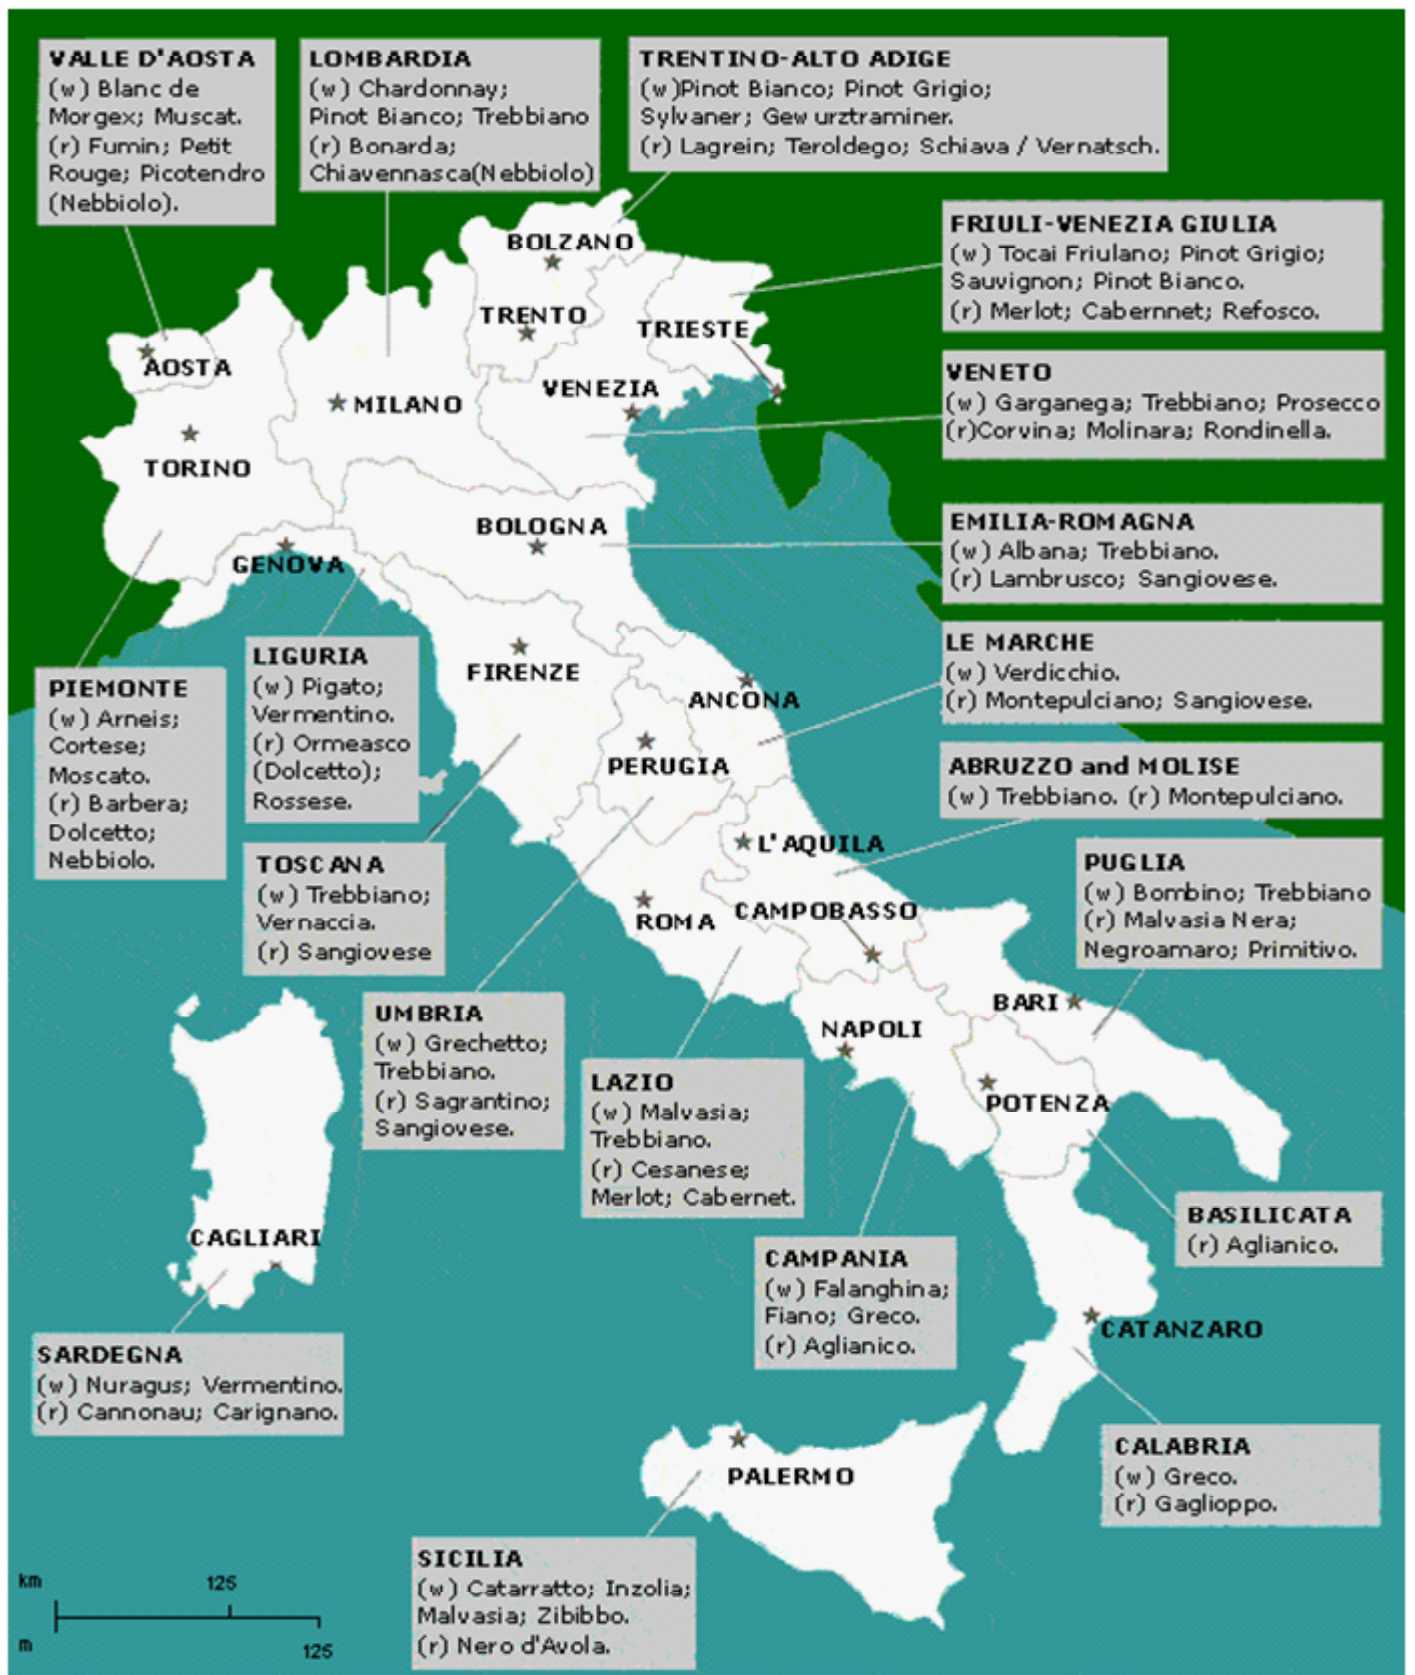 VALLE D'AOSTA
(w) Blanc de
Morgex; Muscat.
(r) Fumin; Petit
Rouge; Picotendro
(Nebbiolo).
LOMBARDIA
(w) Chardonnay;
Pinot Bianco; Trebbiano
(r) Bonarda;
Chiavennasca(Nebbiolo)
TRENTINO-ALTO ADIGE
(w)Pinot Bianco; Pinot Grigio;
Sylvaner; Gewurztraminer.
(r) Lagrein; Teroldego; Schiava / Vernatsch.
FRIULI-VENEZIA GIULIA
(w) Tocai Friulano; Pinot Grigio;
Sauvignon; Pinot Bianco.
(r) Merlot; Cabernnet; Refosco.
VENETO
(w) Garganega; Trebbiano; Prosecco
(r)Corvina; Molinara; Rondinella.
EMILIA-ROMAGNA
(w) Albana; Trebbiano.
(r) Lambrusco; Sangiovese.
LE MARCHE
(w) Verdicchio.
(r) Montepulciano; Sangiovese.
ABRUZZO and MOLISE
(w) Trebbiano. (r) Montepulciano.
PUGLIA
(w) Bombino; Trebbiano
(r) Malvasia Nera;
Negroamaro; Primitivo.
BOLZANO
TRENTO
TRIESTE
AOSTA
MILANO
VENEZIA
TORINO
BOLOGNA
GENOVA
FIRENZE
ANCONA
PERUGIA
L'AQUILA
ROMA
CAMPOBASSO
BARI
NAPOLI
POTENZA
CAGLIARI
CATANZARO
PALERMO
PIEMONTE
(w) Arneis;
Cortese;
Moscato.
(r) Barbera;
Dolcetto;
Nebbiolo.
LIGURIA
(w) Pigato;
Vermentino.
(r) Ormeasco
(Dolcetto);
Rossese.
TOSCANA
(w) Trebbiano;
Vernaccia.
(r) Sangiovese
UMBRIA
(w) Grechetto;
Trebbiano.
(r) Sagrantino;
Sangiovese.
LAZIO
(w) Malvasia;
Trebbiano.
(r) Cesanese;
Merlot; Cabernet.
CAMPANIA
(w) Falanghina;
Fiano; Greco.
(r) Aglianico.
BASILICATA
(r) Aglianico.
SARDEGNA
(w) Nuragus; Vermentino.
(r) Cannonau; Carignano.
CALABRIA
(w) Greco.
(r) Gaglioppo.
SICILIA
(w) Catarratto; Inzolia;
Malvasia; Zibibbo.
(r) Nero d'Avola.
km 125
m 125